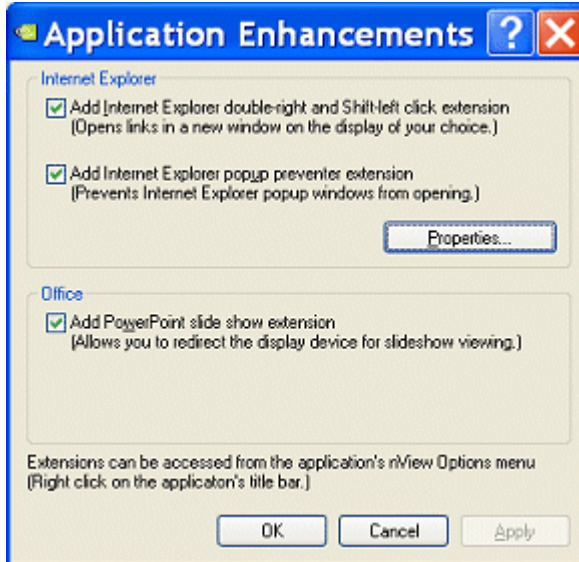 Application Enhancements
Internet Explorer
Add Internet Explorer double-right and Shift-left click extension
(Opens links in a new window on the display of your choice.)
Add Internet Explorer popup preventer extension
(Prevents Internet Explorer popup windows from opening.)
Properties...
Office
Add PowerPoint slide show extension
(Allows you to redirect the display device for slideshow viewing.)
Extensions can be accessed from the application's nView Options menu
(Right click on the applicaton's title bar.)
OK Cancel Apply